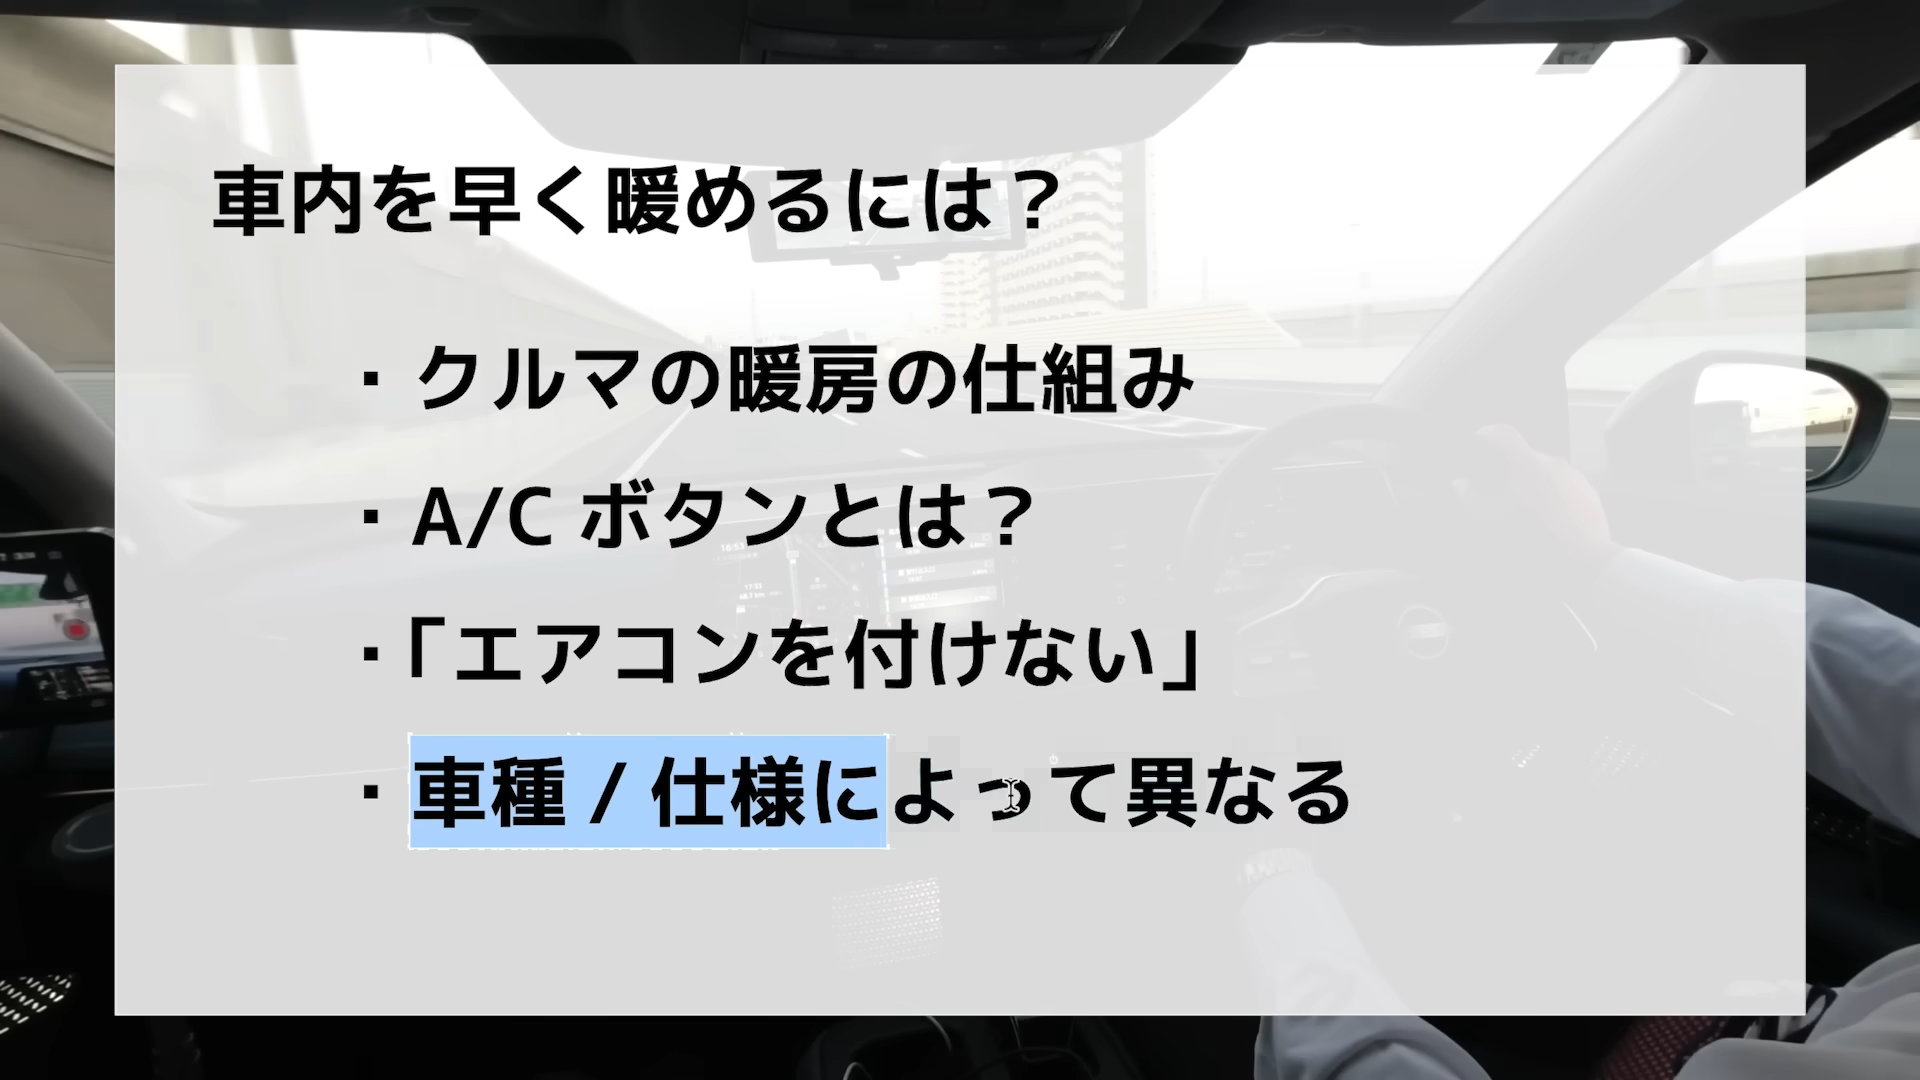 車内を早く暖めるには？
・クルマの暖房の仕組み
・A/C ボタンとは？
・「エアコンを付けない」
・車種 / 仕様によって異なる